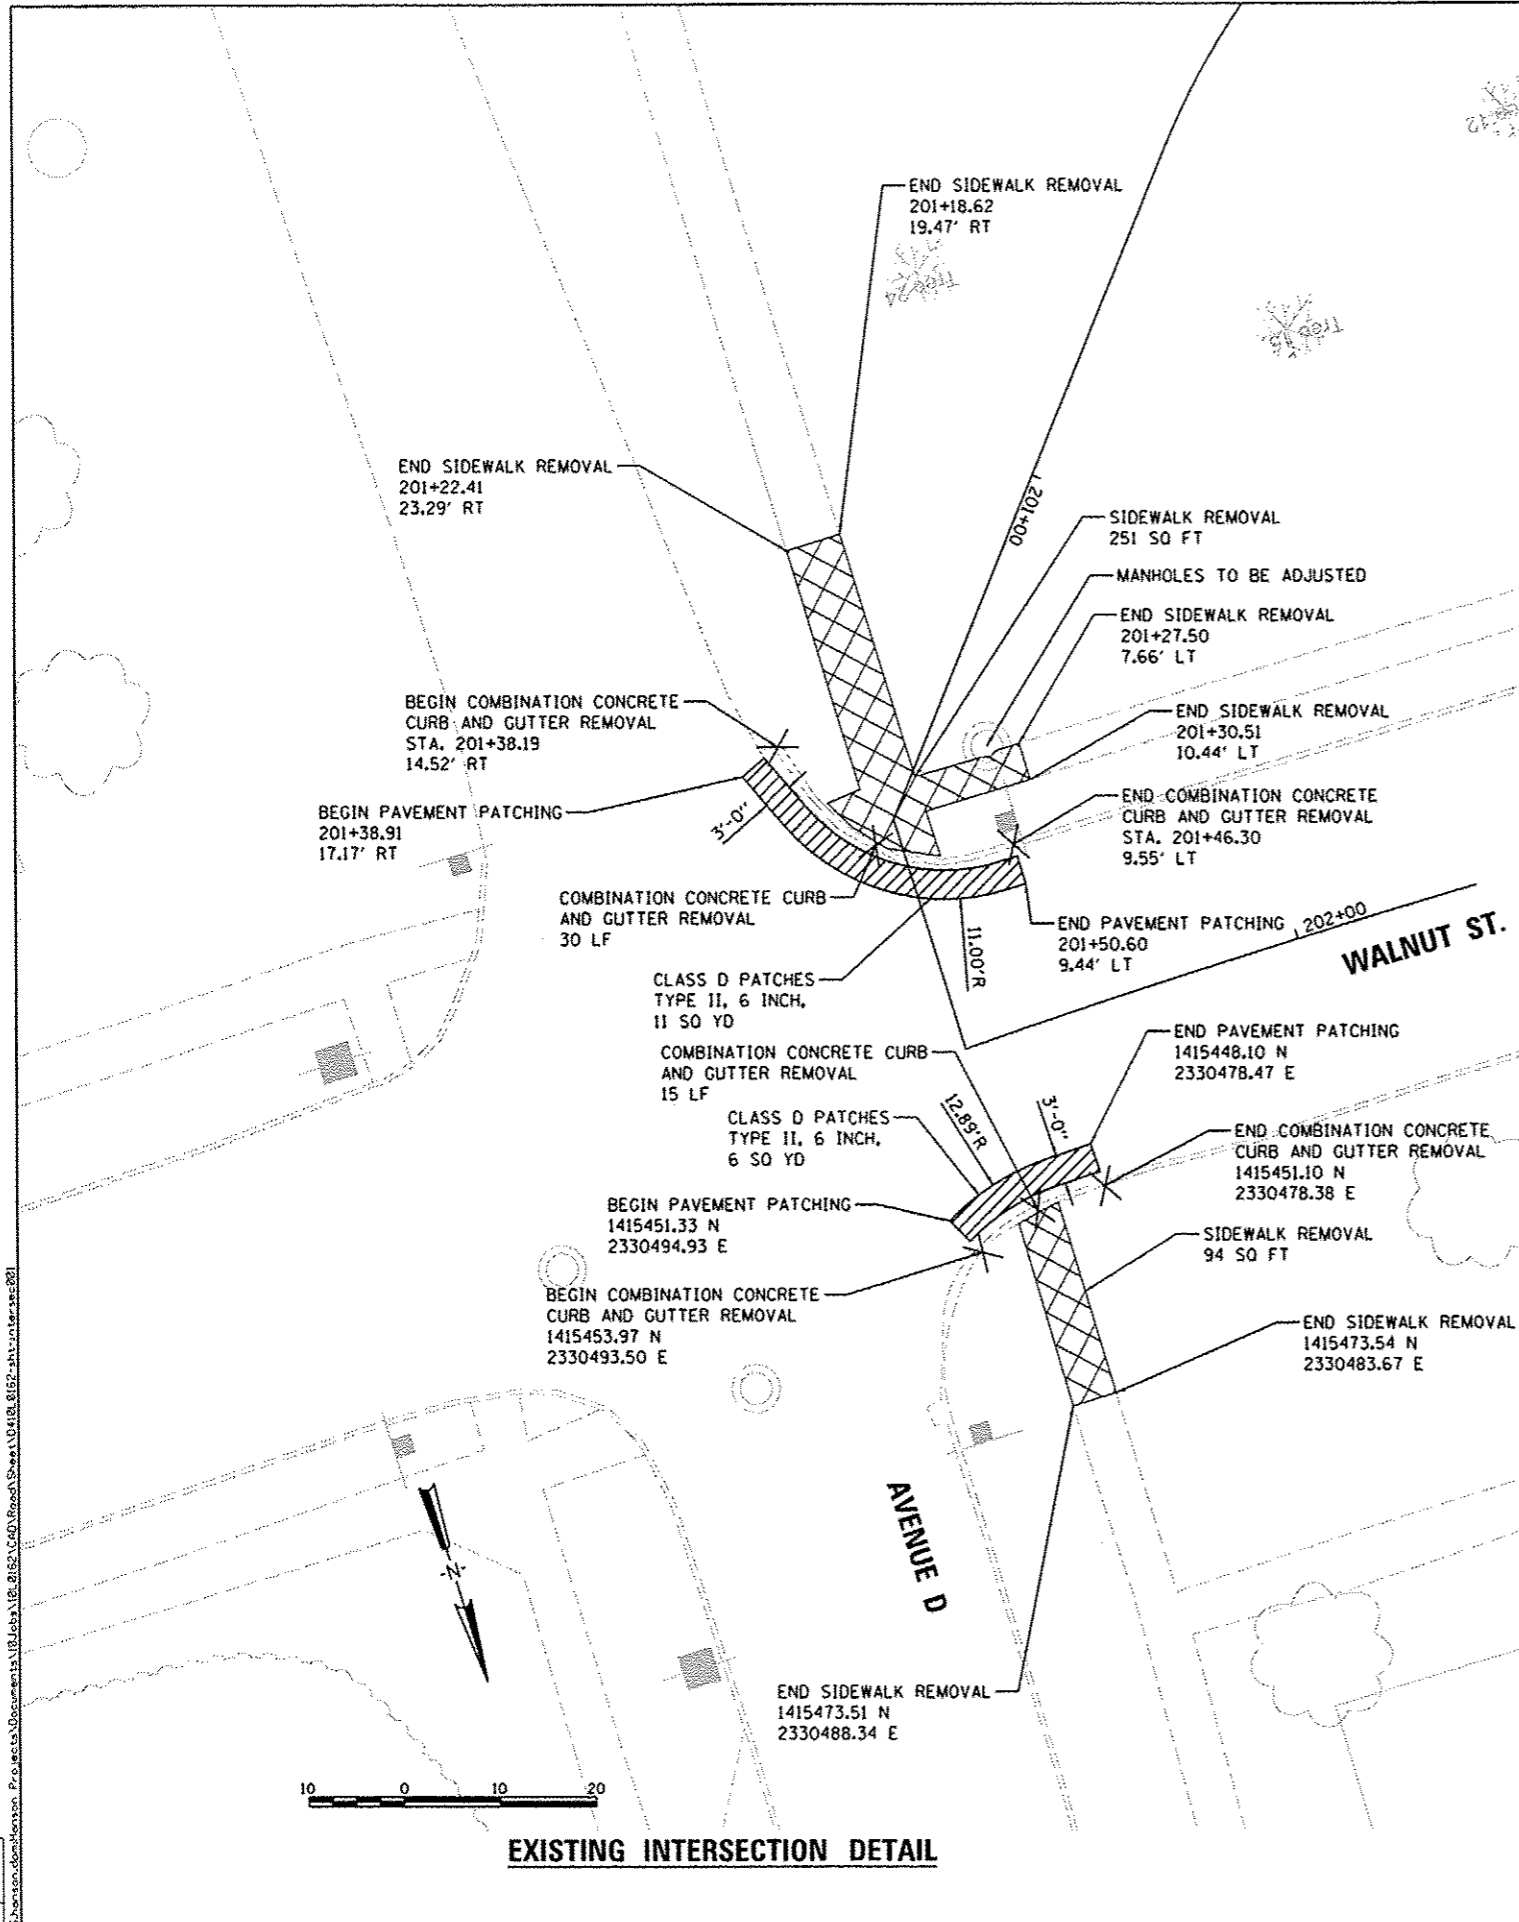 END SIDEWALK REMOVAL
201+18.62
19.47' RT
END SIDEWALK REMOVAL
201+22.41
23.29' RT
201+00
SIDEWALK REMOVAL
251 SQ FT
MANHOLES TO BE ADJUSTED
END SIDEWALK REMOVAL
201+27.50
7.66' LT
BEGIN COMBINATION CONCRETE
CURB AND GUTTER REMOVAL
STA. 201+38.19
14.52' RT
END SIDEWALK REMOVAL
201+30.51
10.44' LT
BEGIN PAVEMENT PATCHING
201+38.91
17.17' RT
3'-0"
END COMBINATION CONCRETE
CURB AND GUTTER REMOVAL
STA. 201+46.30
9.55' LT
COMBINATION CONCRETE CURB
AND GUTTER REMOVAL
30 LF
END PAVEMENT PATCHING
201+50.60
9.44' LT
202+00
WALNUT ST.
11.00'R
CLASS D PATCHES
TYPE II, 6 INCH,
11 SQ YD
COMBINATION CONCRETE CURB
AND GUTTER REMOVAL
15 LF
END PAVEMENT PATCHING
1415448.10 N
2330478.47 E
CLASS D PATCHES
TYPE II, 6 INCH,
6 SQ YD
12.89'R
3'-0"
END COMBINATION CONCRETE
CURB AND GUTTER REMOVAL
1415451.10 N
2330478.38 E
BEGIN PAVEMENT PATCHING
1415451.33 N
2330494.93 E
SIDEWALK REMOVAL
94 SQ FT
BEGIN COMBINATION CONCRETE
CURB AND GUTTER REMOVAL
1415453.97 N
2330493.50 E
END SIDEWALK REMOVAL
1415473.54 N
2330483.67 E
AVENUE D
N
END SIDEWALK REMOVAL
1415473.51 N
2330488.34 E
10 0 10 20
EXISTING INTERSECTION DETAIL